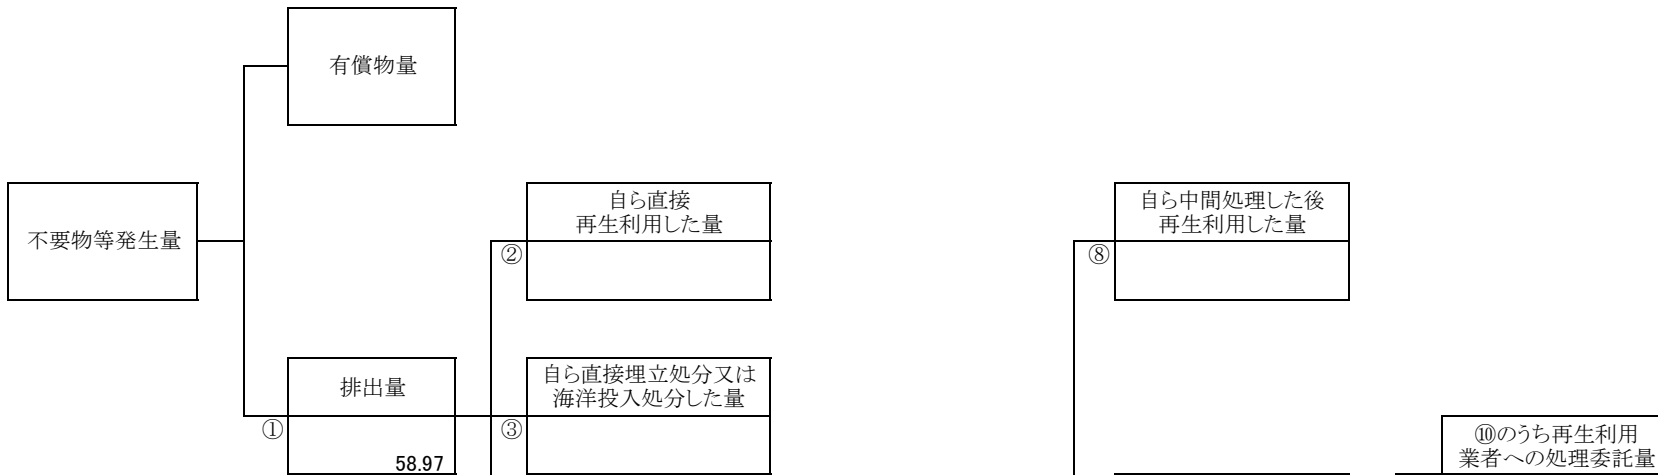 有償物量
不要物等発生量
自ら直接
再生利用した量
②
自ら中間処理した後
再生利用した量
⑧
排出量
①
58.97
自ら直接埋立処分又は
海洋投入処分した量
③
⑩のうち再生利用
業者への処理委託量